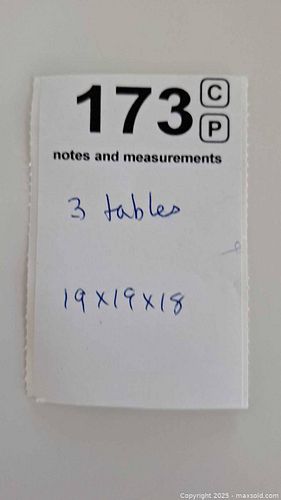 173 C
P
notes and measurements
3 tables
19x19x18
Copyright 2025 - maxsold.com